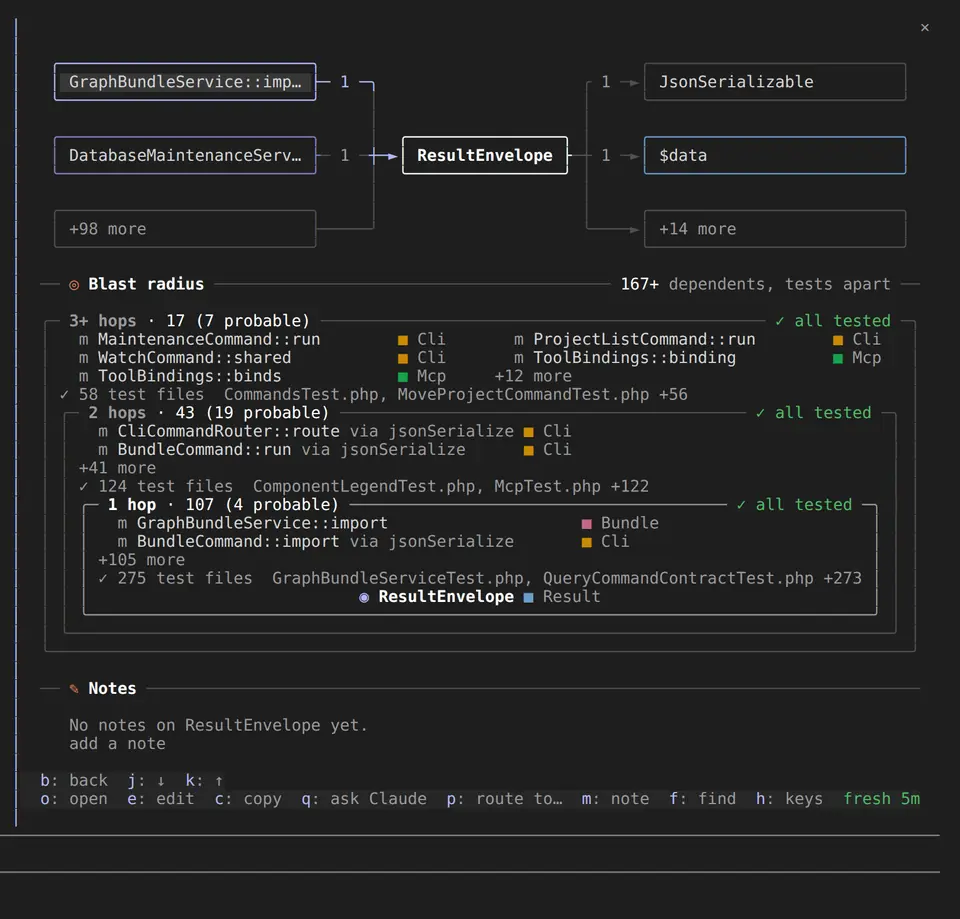 ×
GraphBundleService::imp… 1 1 JsonSerializable
DatabaseMaintenanceServ… 1 ResultEnvelope 1 $data
+98 more +14 more
◎ Blast radius 167+ dependents, tests apart
3+ hops · 17 (7 probable) ✓ all tested
m MaintenanceCommand::run ■ Cli m ProjectListCommand::run ■ Cli
m WatchCommand::shared ■ Cli m ToolBindings::binding ■ Mcp
m ToolBindings::binds ■ Mcp +12 more
✓ 58 test files CommandsTest.php, MoveProjectCommandTest.php +56
2 hops · 43 (19 probable) ✓ all tested
m CliCommandRouter::route via jsonSerialize ■ Cli
m BundleCommand::run via jsonSerialize ■ Cli
+41 more
✓ 124 test files ComponentLegendTest.php, McpTest.php +122
1 hop · 107 (4 probable) ✓ all tested
m GraphBundleService::import ■ Bundle
m BundleCommand::import via jsonSerialize ■ Cli
+105 more
✓ 275 test files GraphBundleServiceTest.php, QueryCommandContractTest.php +273
◉ ResultEnvelope ■ Result
✎ Notes
No notes on ResultEnvelope yet.
add a note
b: back j: ↓ k: ↑
o: open e: edit c: copy q: ask Claude p: route to… m: note f: find h: keys fresh 5m